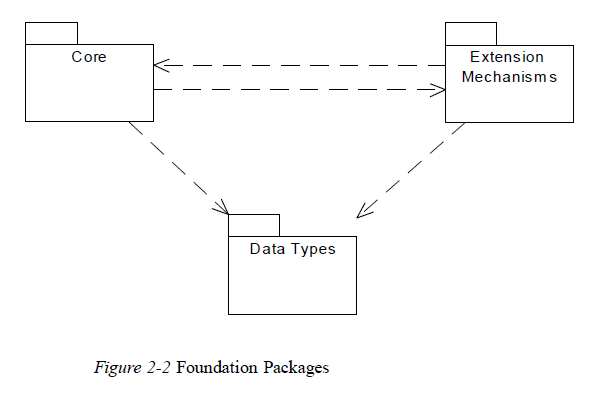 Core
Extension
Mechanisms
Data Types
Figure 2-2 Foundation Packages